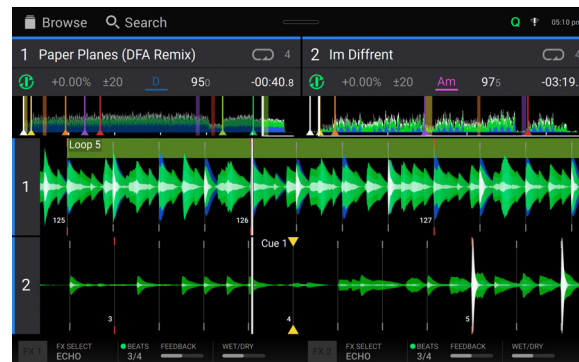 Browse Search Q 05:10 pm
1 Paper Planes (DFA Remix) 4
2 Im Diffrent 4
+0.00% ±20 D 950 -00:40.8
+0.00% ±20 Am 975 -03:19.
Loop 5
1
125 126 127
Cue 1
2
3 4 5
FX 1 FX SELECT BEATS FEEDBACK WET/DRY
ECHO 3/4
FX 2 FX SELECT BEATS FEEDBACK WET/DRY
ECHO 3/4